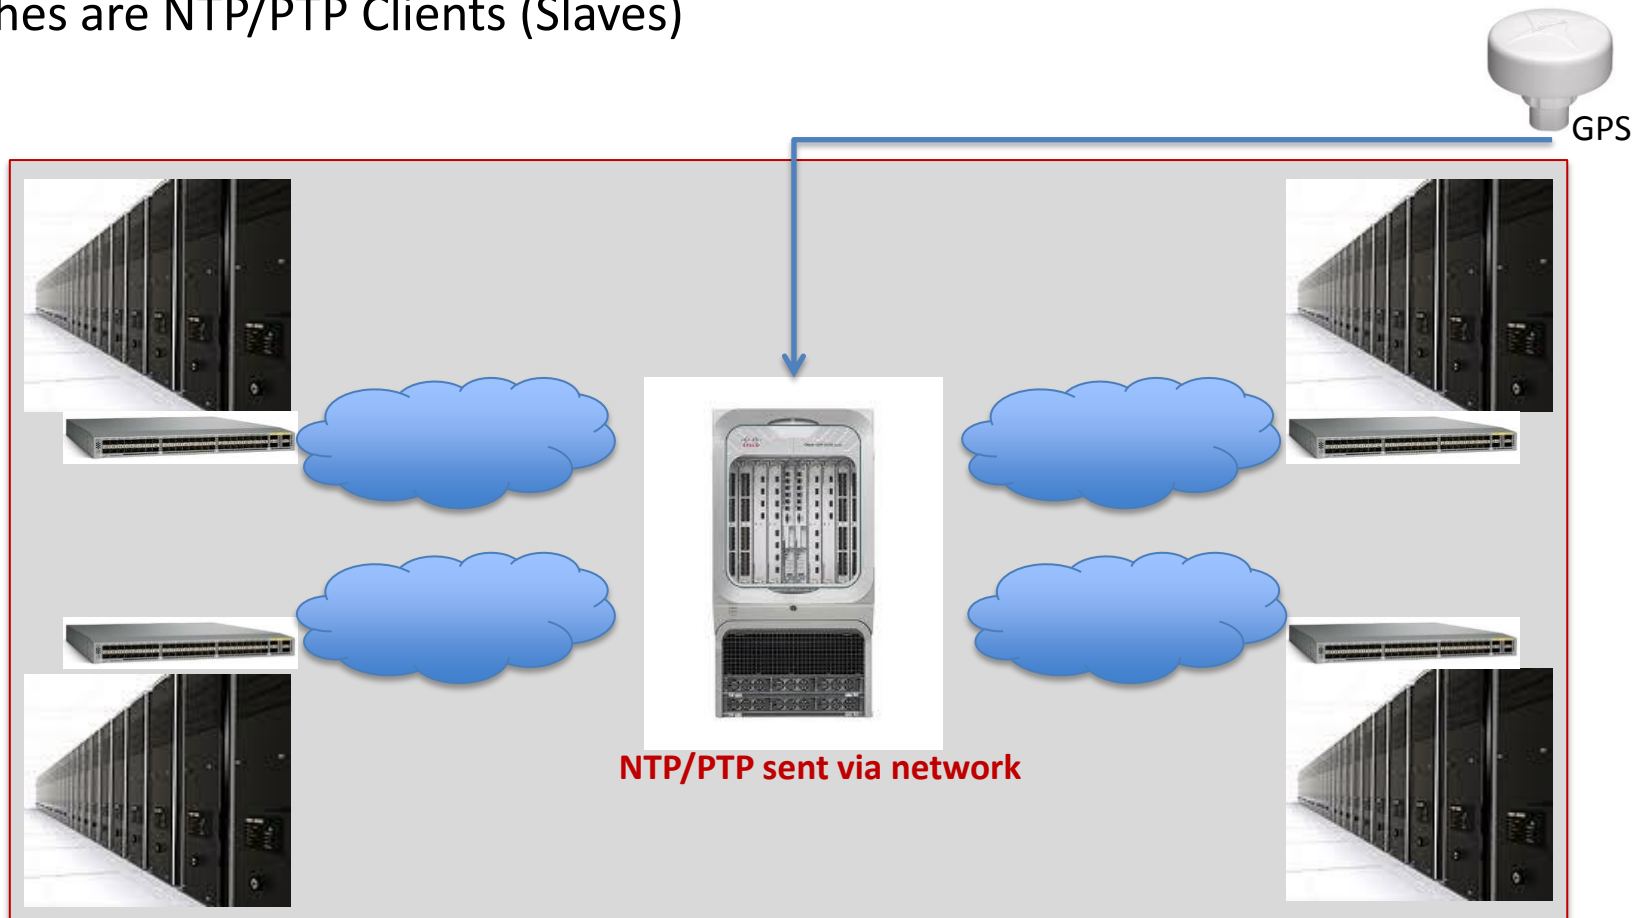 hes are NTP/PTP Clients (Slaves)
GPS
NTP/PTP sent via network